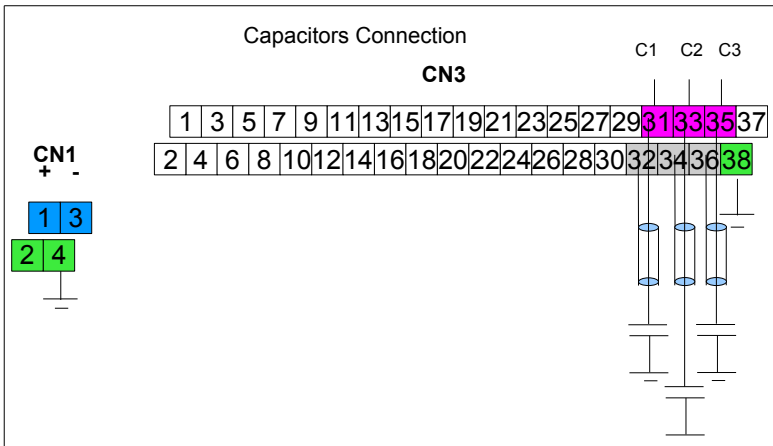 Capacitors Connection
C1 C2 C3
CN3
1 3 5 7 9 11 13 15 17 19 21 23 25 27 29 31 33 35 37
2 4 6 8 10 12 14 16 18 20 22 24 26 28 30 32 34 36 38
CN1
+ -
1 3
2 4